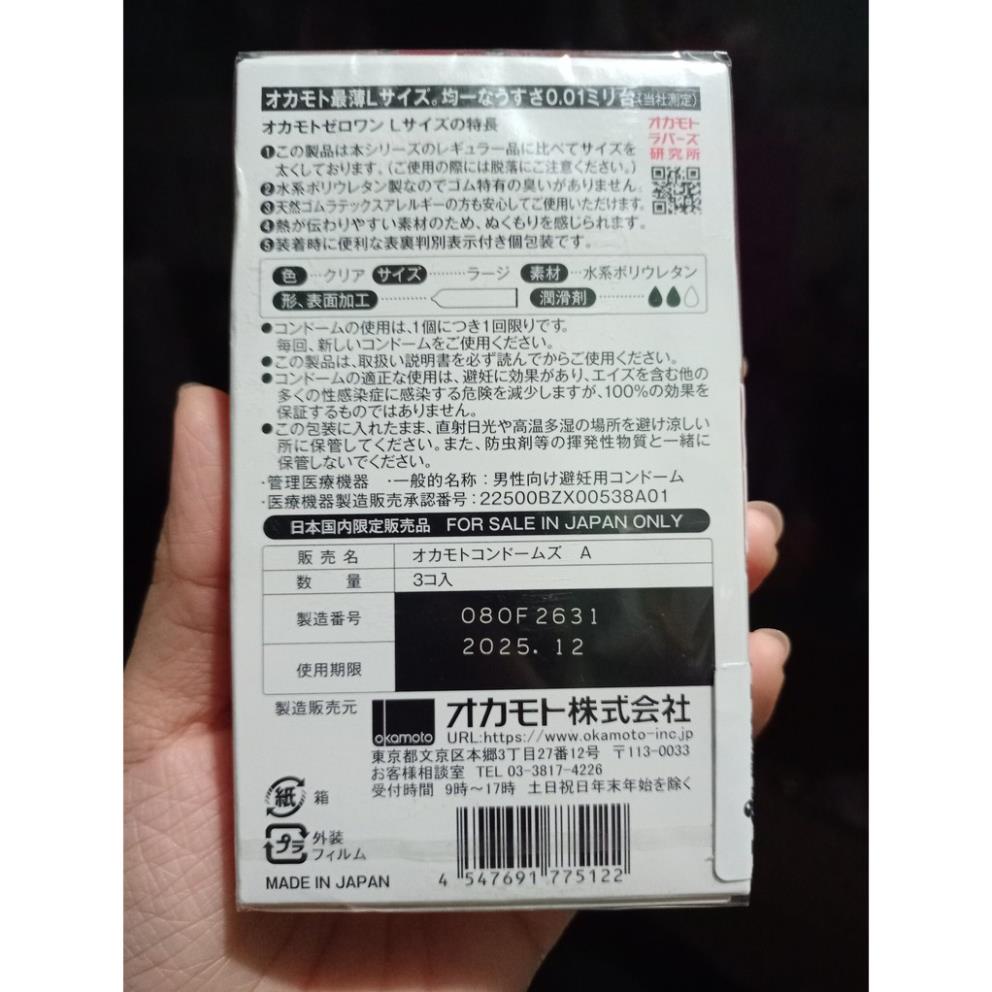 オカモト最薄Lサイズ。均一なうすさ0.01ミリ台(当社測定)
オカモトゼロワン Lサイズの特長
オカモト
ラバーズ
研究所
❶この製品は本シリーズのレギュラー品に比べてサイズを
太くしております。(ご使用の際には脱落にご注意ください。)
❷水系ポリウレタン製なのでゴム特有の臭いがありません。
❸天然ゴムラテックスアレルギーの方も安心してご使用いただけます。
❹熱が伝わりやすい素材のため、ぬくもりを感じられます。
❺装着時に便利な表裏判別表示付き個包装です。
色…クリア サイズ………ラージ 素材…水系ポリウレタン
形、表面加工 潤滑剤
●コンドームの使用は、1個につき1回限りです。
毎回、新しいコンドームをご使用ください。
●この製品は、取扱い説明書を必ず読んでからご使用ください。
●コンドームの適正な使用は、避妊に効果があり、エイズを含む他の
多くの性感染症に感染する危険を減少しますが、100%の効果を
保証するものではありません。
●この包装に入れたまま、直射日光や高温多湿の場所を避け涼しい
所に保管してください。また、防虫剤等の揮発性物質と一緒に
保管しないでください。
・管理医療機器 ・一般的名称:男性向け避妊用コンドーム
・医療機器製造販売承認番号:22500BZX00538A01
日本国内限定販売品 FOR SALE IN JAPAN ONLY
販売名 オカモトコンドームズ A
数量 3コ入
製造番号 080F2631
使用期限 2025.12
製造販売元 okamoto オカモト株式会社
URL:https://www.okamoto-inc.jp
東京都文京区本郷3丁目27番12号 〒113-0033
お客様相談室 TEL 03-3817-4226
受付時間 9時〜17時 土日祝日年末年始を除く
紙 箱
プラ 外装
フィルム
MADE IN JAPAN
4 547691 775122